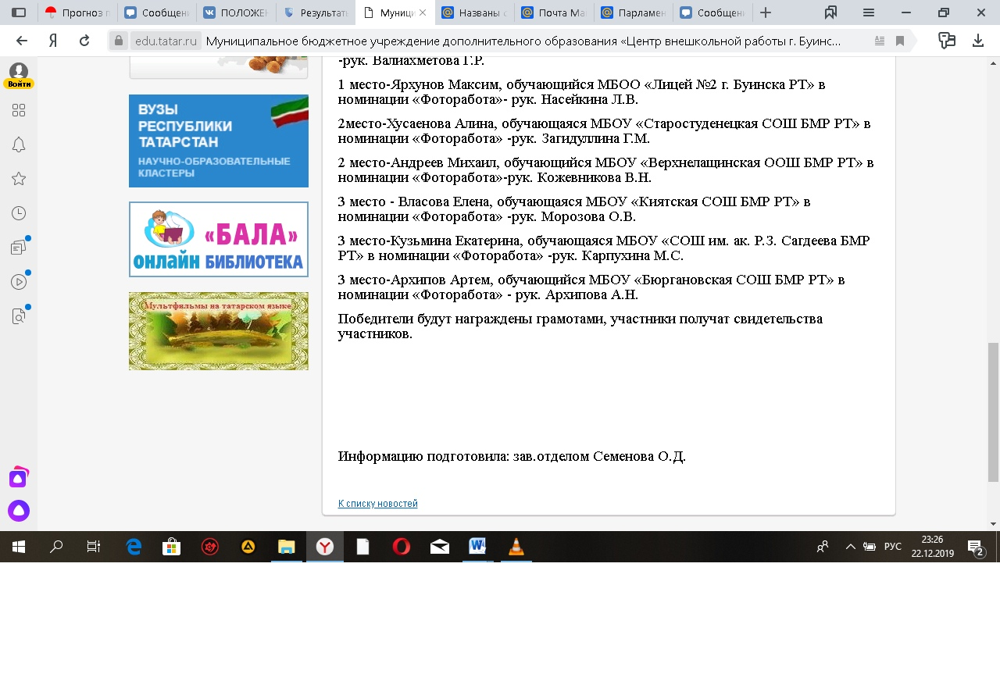 Прогноз п
Сообщени
ПОЛОЖЕН
Результаты
Муници
Названы с
Почта Ма
Парламен
Сообщени
edu.tatar.ru Муниципальное бюджетное учреждение дополнительного образования «Центр внешкольной работы г. Буинс...
Войти
ВУЗЫ
РЕСПУБЛИКИ
ТАТАРСТАН
НАУЧНО-ОБРАЗОВАТЕЛЬНЫЕ
КЛАСТЕРЫ
«БАЛА»
ОНЛАЙН БИБЛИОТЕКА
Мультфильмы на татарском языке
-рук. Валиахметова Г.Р.
1 место-Ярхунов Максим, обучающийся МБОО «Лицей №2 г. Буинска РТ» в
номинации «Фоторабота»- рук. Насейкина Л.В.
2место-Хусаенова Алина, обучающаяся МБОУ «Старостуденецкая СОШ БМР РТ» в
номинации «Фоторабота» -рук. Загидуллина Г.М.
2 место-Андреев Михаил, обучающийся МБОУ «Верхнелащинская ООШ БМР РТ» в
номинации «Фоторабота»-рук. Кожевникова В.Н.
3 место - Власова Елена, обучающаяся МБОУ «Киятская СОШ БМР РТ» в
номинации «Фоторабота» -рук. Морозова О.В.
3 место-Кузьмина Екатерина, обучающаяся МБОУ «СОШ им. ак. Р.З. Сагдеева БМР
РТ» в номинации «Фоторабота» -рук. Карпухина М.С.
3 место-Архипов Артем, обучающийся МБОУ «Бюргановская СОШ БМР РТ» в
номинации «Фоторабота» - рук. Архипова А.Н.
Победители будут награждены грамотами, участники получат свидетельства
участников.
Информацию подготовила: зав.отделом Семенова О.Д.
К списку новостей
РУС
23:26
22.12.2019
2